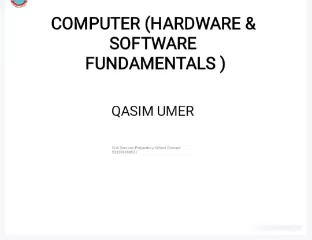 COMPUTER (HARDWARE &
SOFTWARE
FUNDAMENTALS )
QASIM UMER